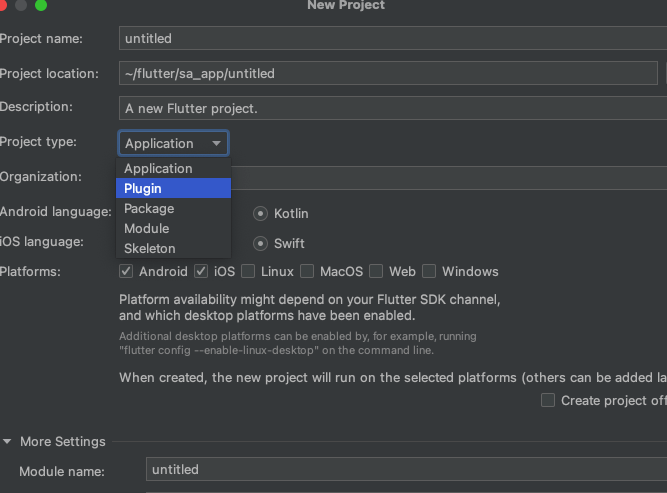 New Project
Project name: untitled
Project location: ~/flutter/sa_app/untitled
Description: A new Flutter project.
Project type: Application
Application
Organization:
Plugin
Package
Android language: Kotlin
Module
iOS language: Swift
Skeleton
Platforms: Android iOS Linux MacOS Web Windows
Platform availability might depend on your Flutter SDK channel,
and which desktop platforms have been enabled.
Additional desktop platforms can be enabled by, for example, running
"flutter config --enable-linux-desktop" on the command line.
When created, the new project will run on the selected platforms (others can be added la
Create project off
More Settings
Module name: untitled